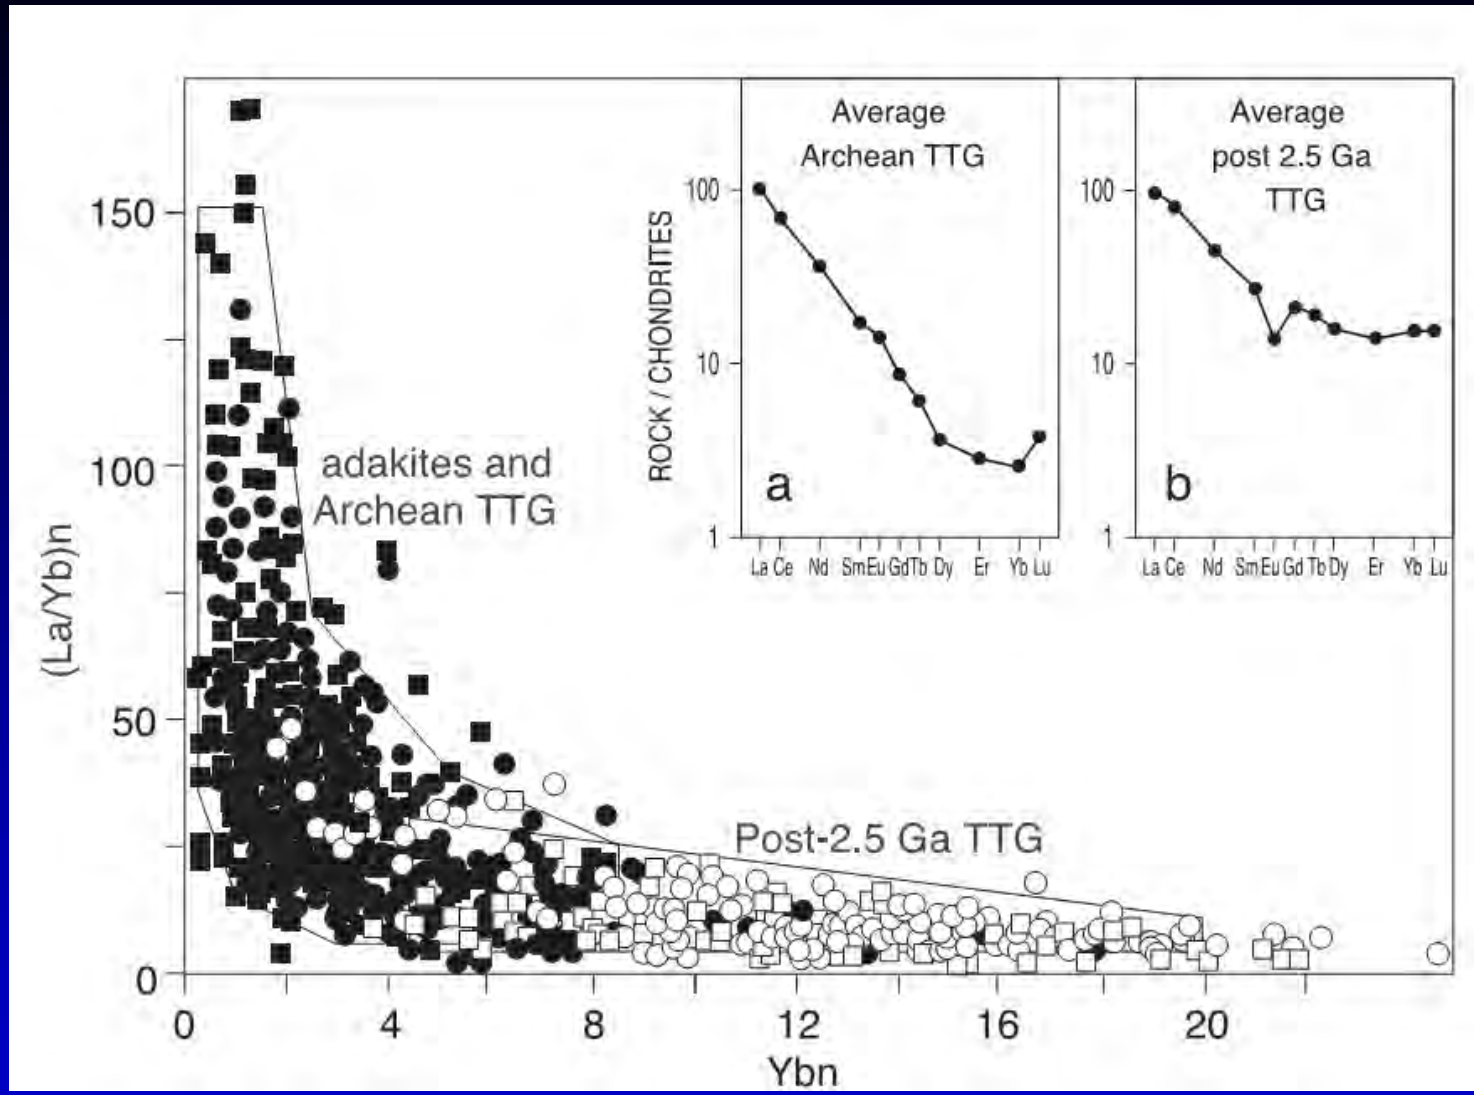 Average
Archean TTG
Average
post 2.5 Ga
TTG
ROCK / CHONDRITES
100
10
1
a
La Ce Nd Sm Eu Gd Tb Dy Er Yb Lu
100
10
1
b
La Ce Nd Sm Eu Gd Tb Dy Er Yb Lu
(La/Yb)n
150
100
50
0
adakites and
Archean TTG
Post-2.5 Ga TTG
0 4 8 12 16 20
Ybn